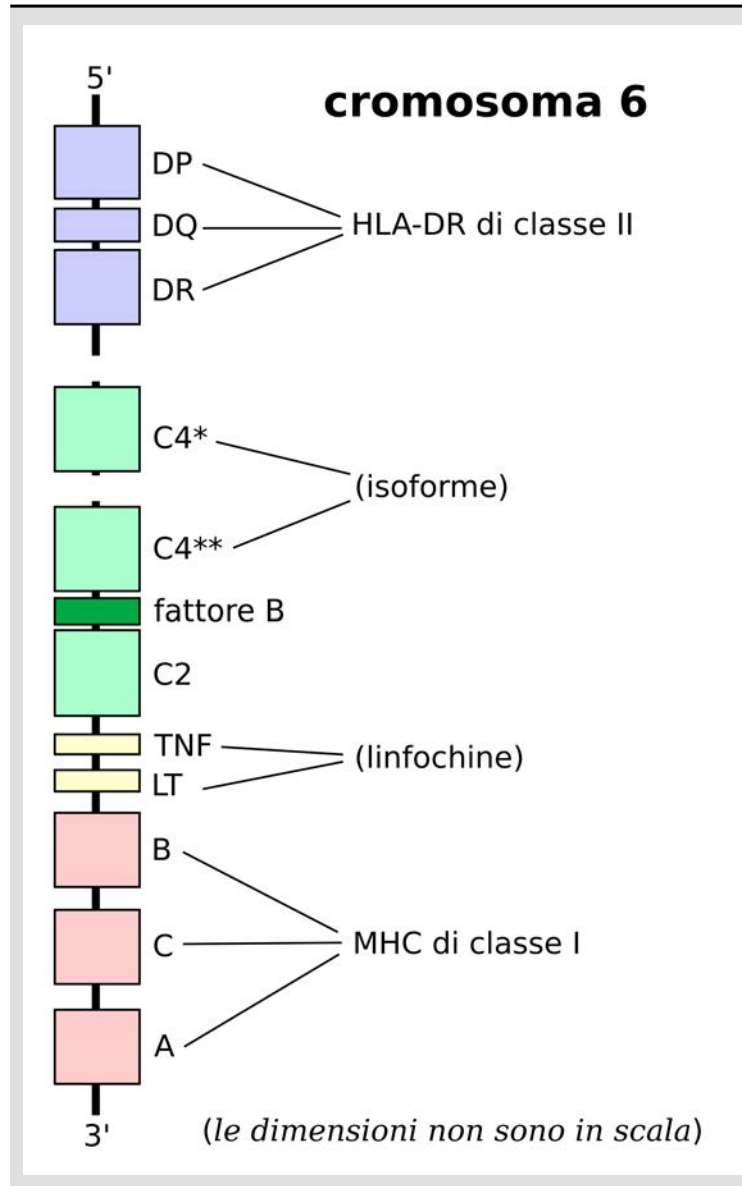 5'
cromosoma 6
DP
DQ
HLA-DR di classe II
DR
C4*
(isoforme)
C4**
fattore B
C2
TNF
(linfochine)
LT
B
C
MHC di classe I
A
3'
(le dimensioni non sono in scala)